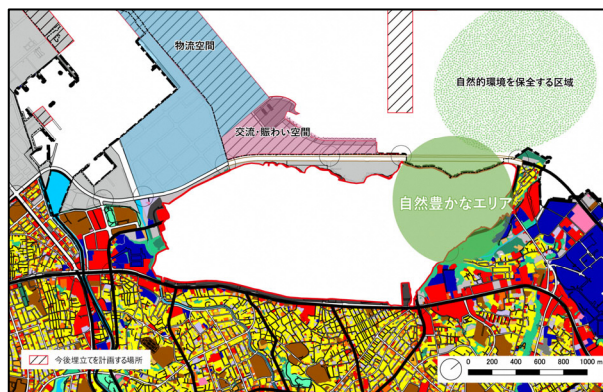 物流空間
自然的環境を保全する区域
交流・賑わい空間
自然豊かなエリア
今後埋立てを計画する場所
0 200 400 600 800 1000 m